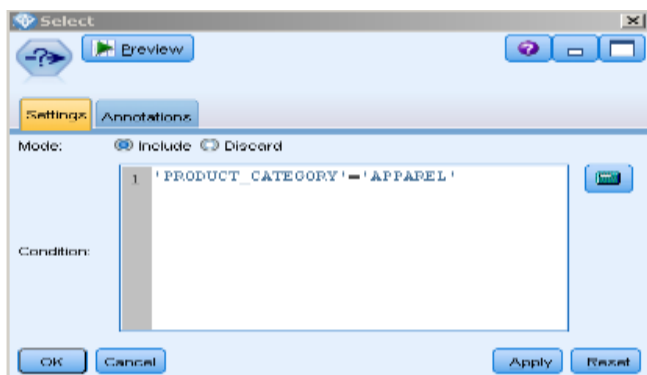 Select
Preview
Settings Annotations
Mode: Include Discard
1 'PRODUCT_CATEGORY'='APPAREL'
Condition:
OK Cancel Apply Reset